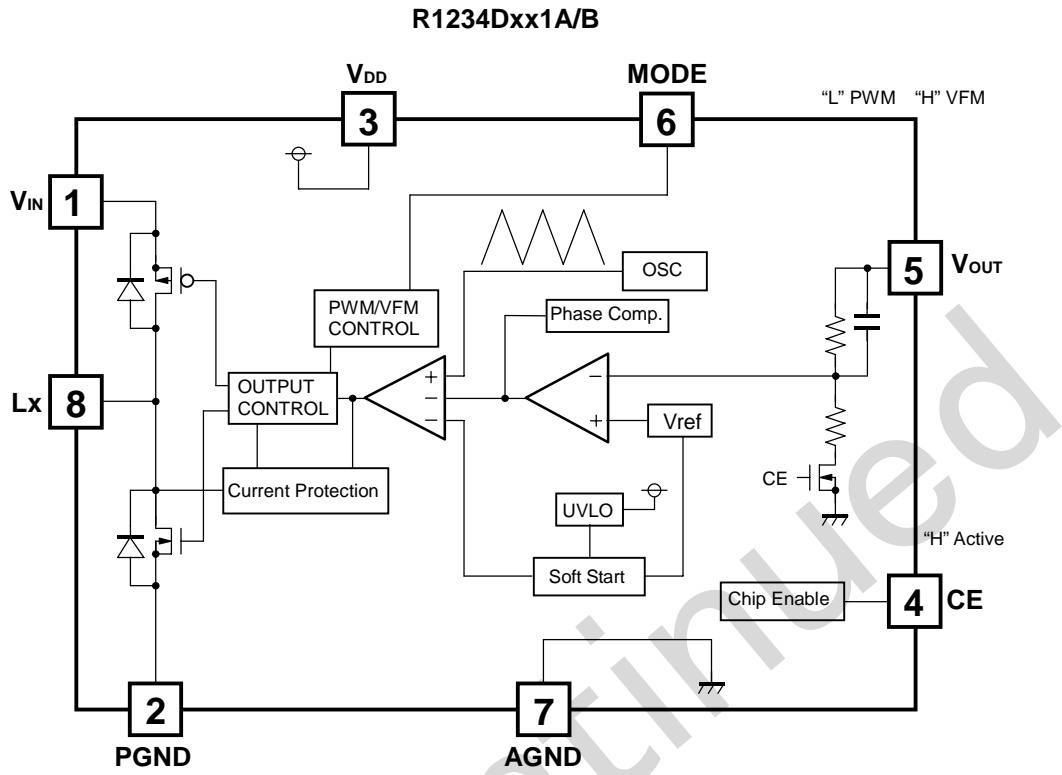 R1234Dxx1A/B
VDD
MODE
"L" PWM "H" VFM
3
6
VIN
1
OSC
5
VOUT
PWM/VFM
CONTROL
Phase Comp.
+
−
−
−
+
Lx
8
OUTPUT
CONTROL
Vref
Current Protection
CE
UVLO
"H" Active
Soft Start
Chip Enable
4
CE
2
7
PGND
AGND